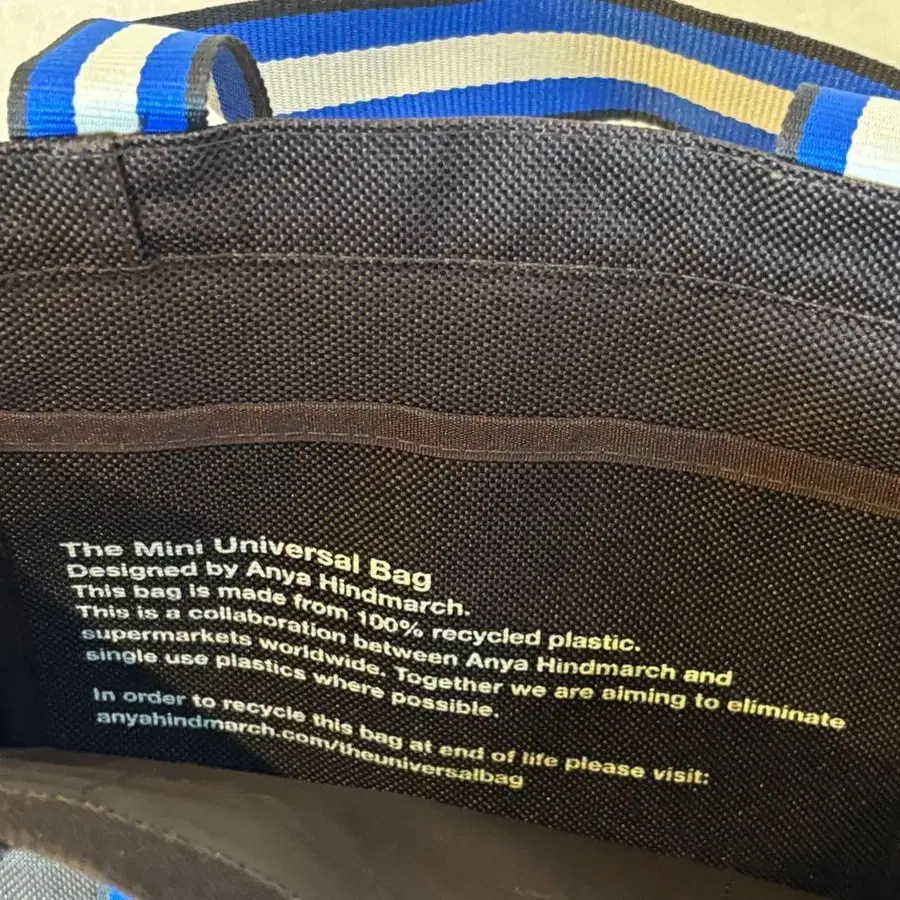 The Mini Universal Bag
Designed by Anya Hindmarch.
This bag is made from 100% recycled plastic.
This is a collaboration between Anya Hindmarch and
supermarkets worldwide. Together we are aiming to eliminate
single use plastics where possible.
In order to recycle this bag at end of life please visit:
anyahindmarch.com/theuniversalbag